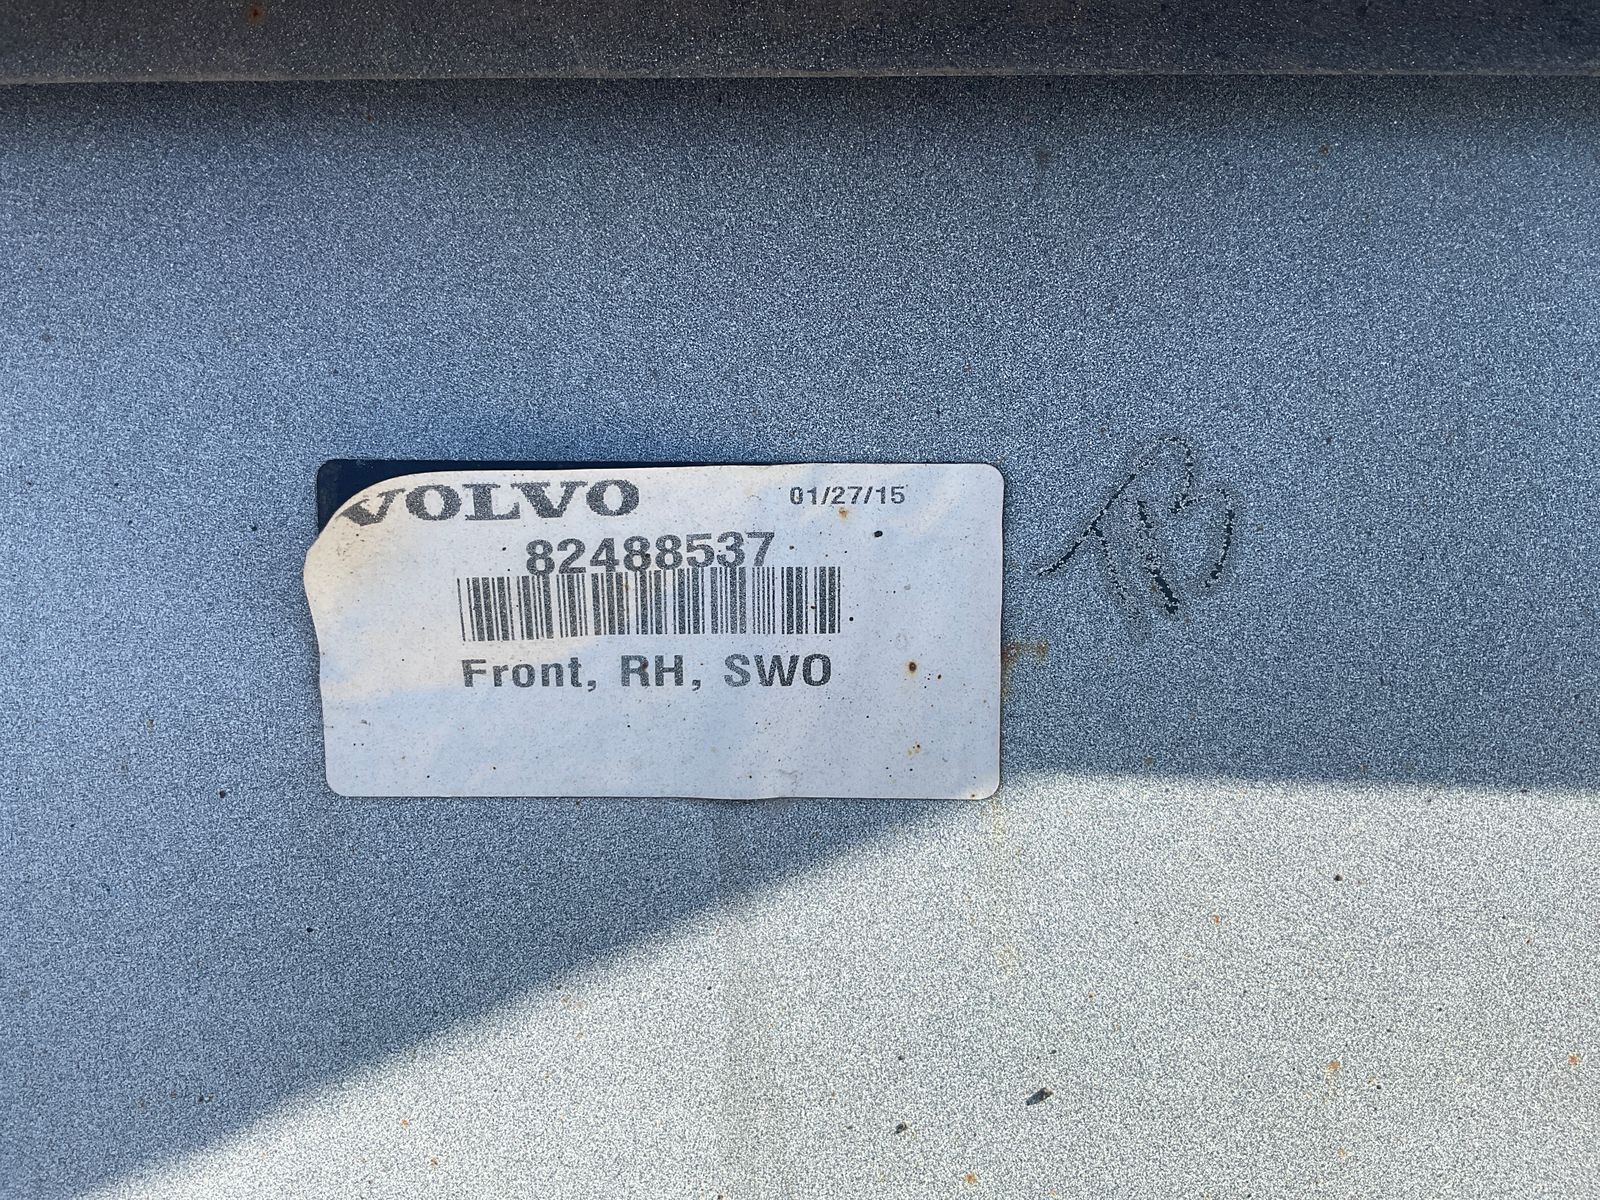 VOLVO 01/27/15
82488537
Front, RH, SWO